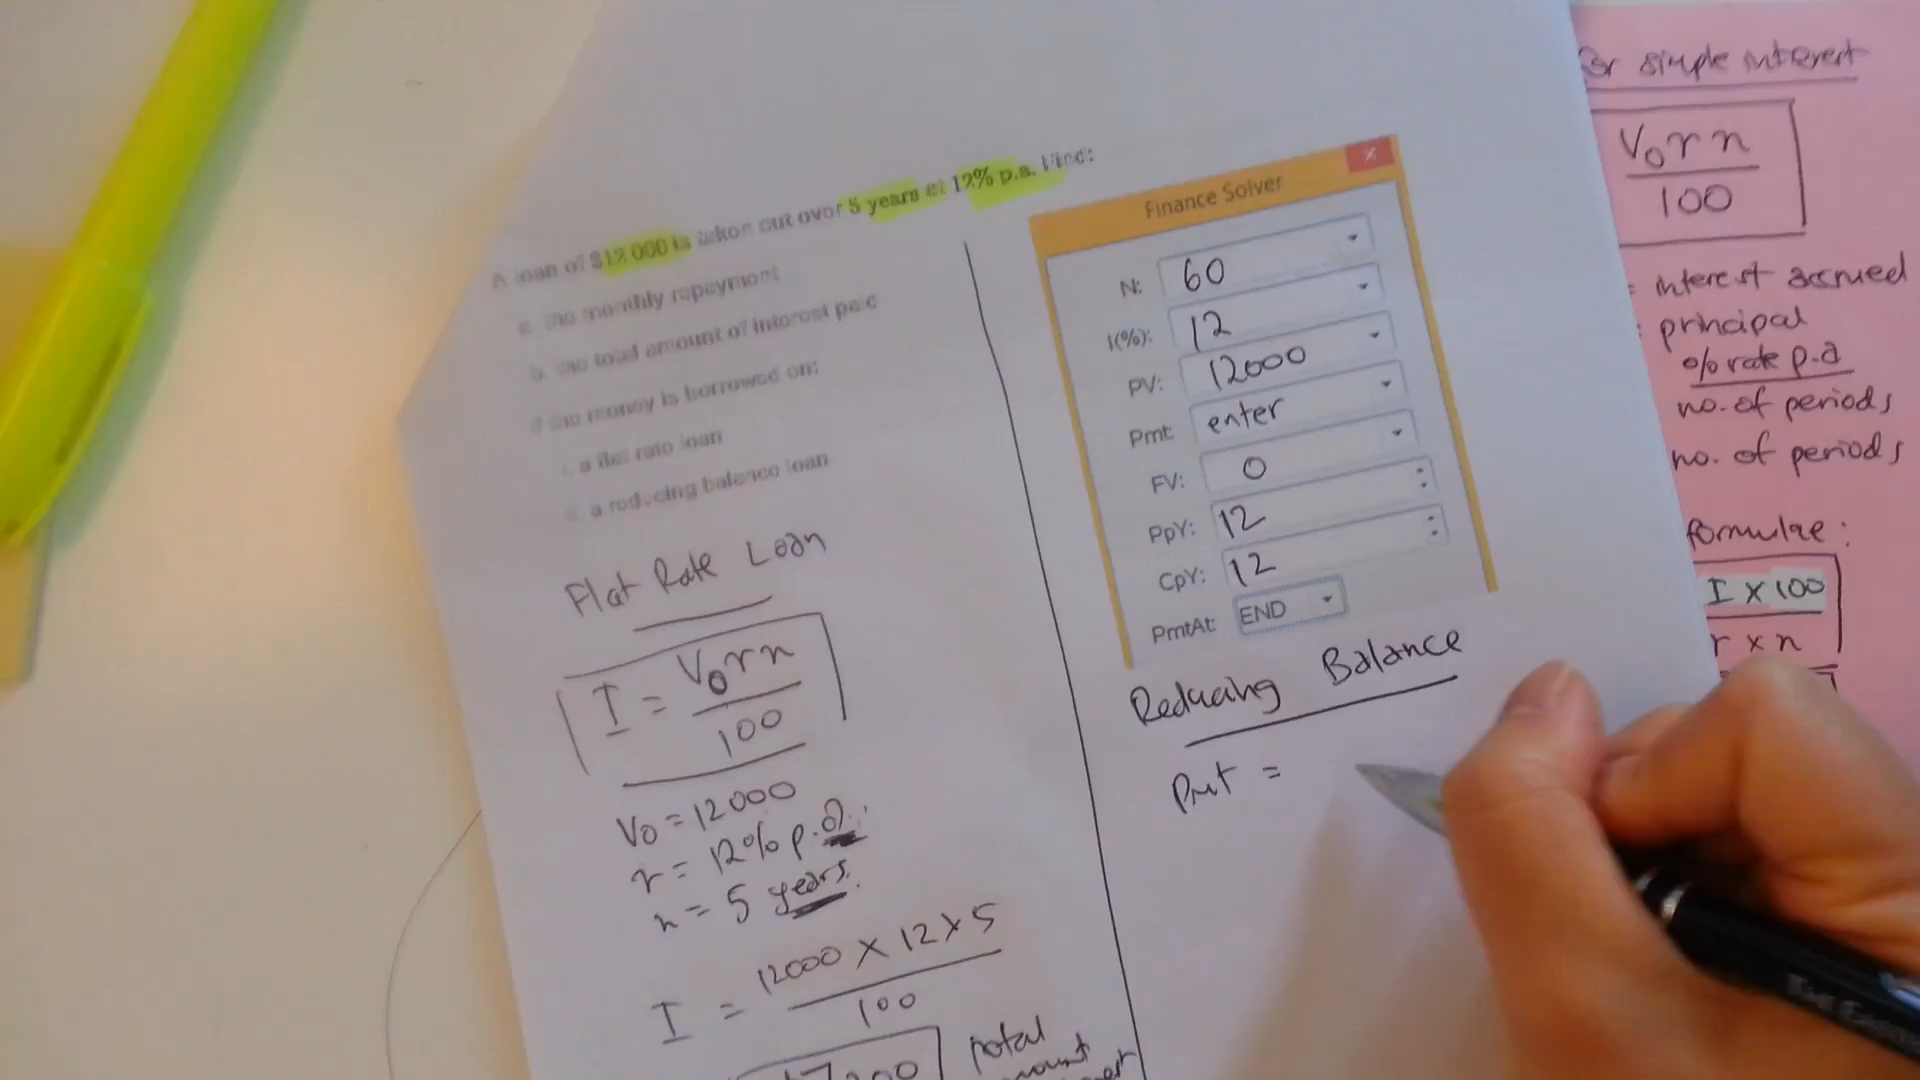 A loan of $12 000 is taken out over 5 years at 12% p.a. Find:
a. the monthly repayment
b. the total amount of interest paid
if the money is borrowed on:
i. a flat rate loan
ii. a reducing balance loan
Flat Rate Loan
I = V₀rn / 100
V₀ = 12000
r = 12% p.a.
n = 5 years.
I = 12000 × 12 × 5 / 100
total
Finance Solver
N: 60
I(%): 12
PV: 12000
Pmt: enter
FV: 0
PpY: 12
CpY: 12
PmtAt: END
Reducing Balance
Pmt =
simple interest
V₀rn / 100
= interest accrued
: principal
% rate p.a
no. of periods
no. of periods
formulae:
I × 100
r × n